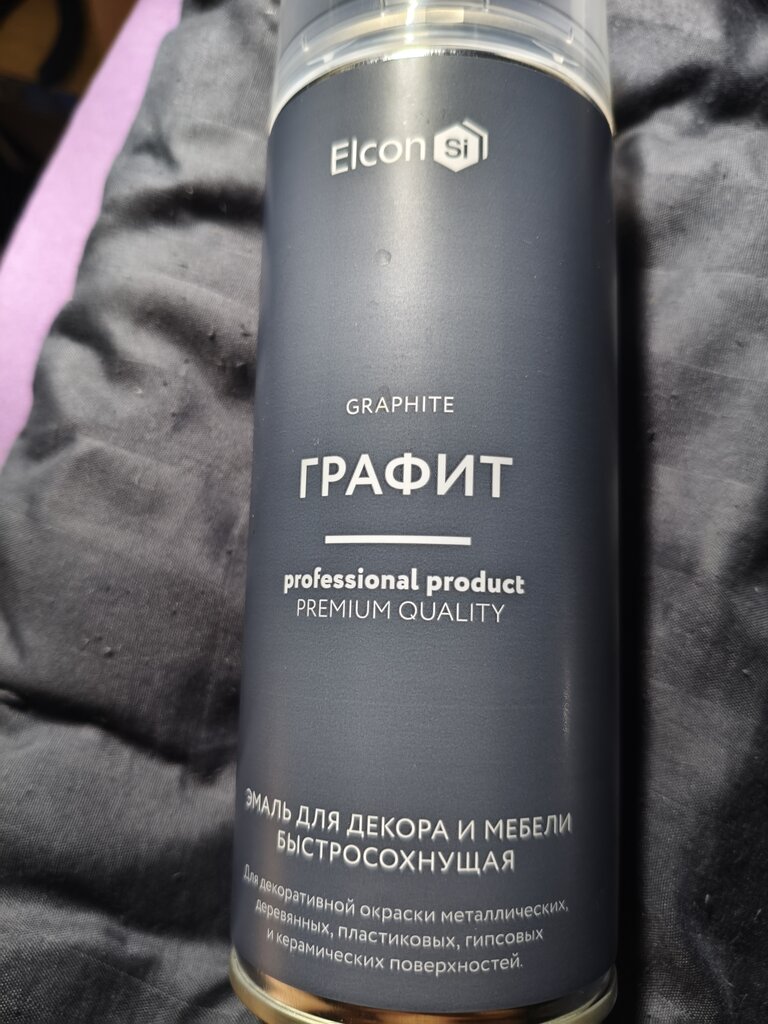 Elcon Si
GRAPHITE
ГРАФИТ
professional product
PREMIUM QUALITY
ЭМАЛЬ ДЛЯ ДЕКОРА И МЕБЕЛИ
БЫСТРОСОХНУЩАЯ
Для декоративной окраски металлических,
деревянных, пластиковых, гипсовых
и керамических поверхностей.